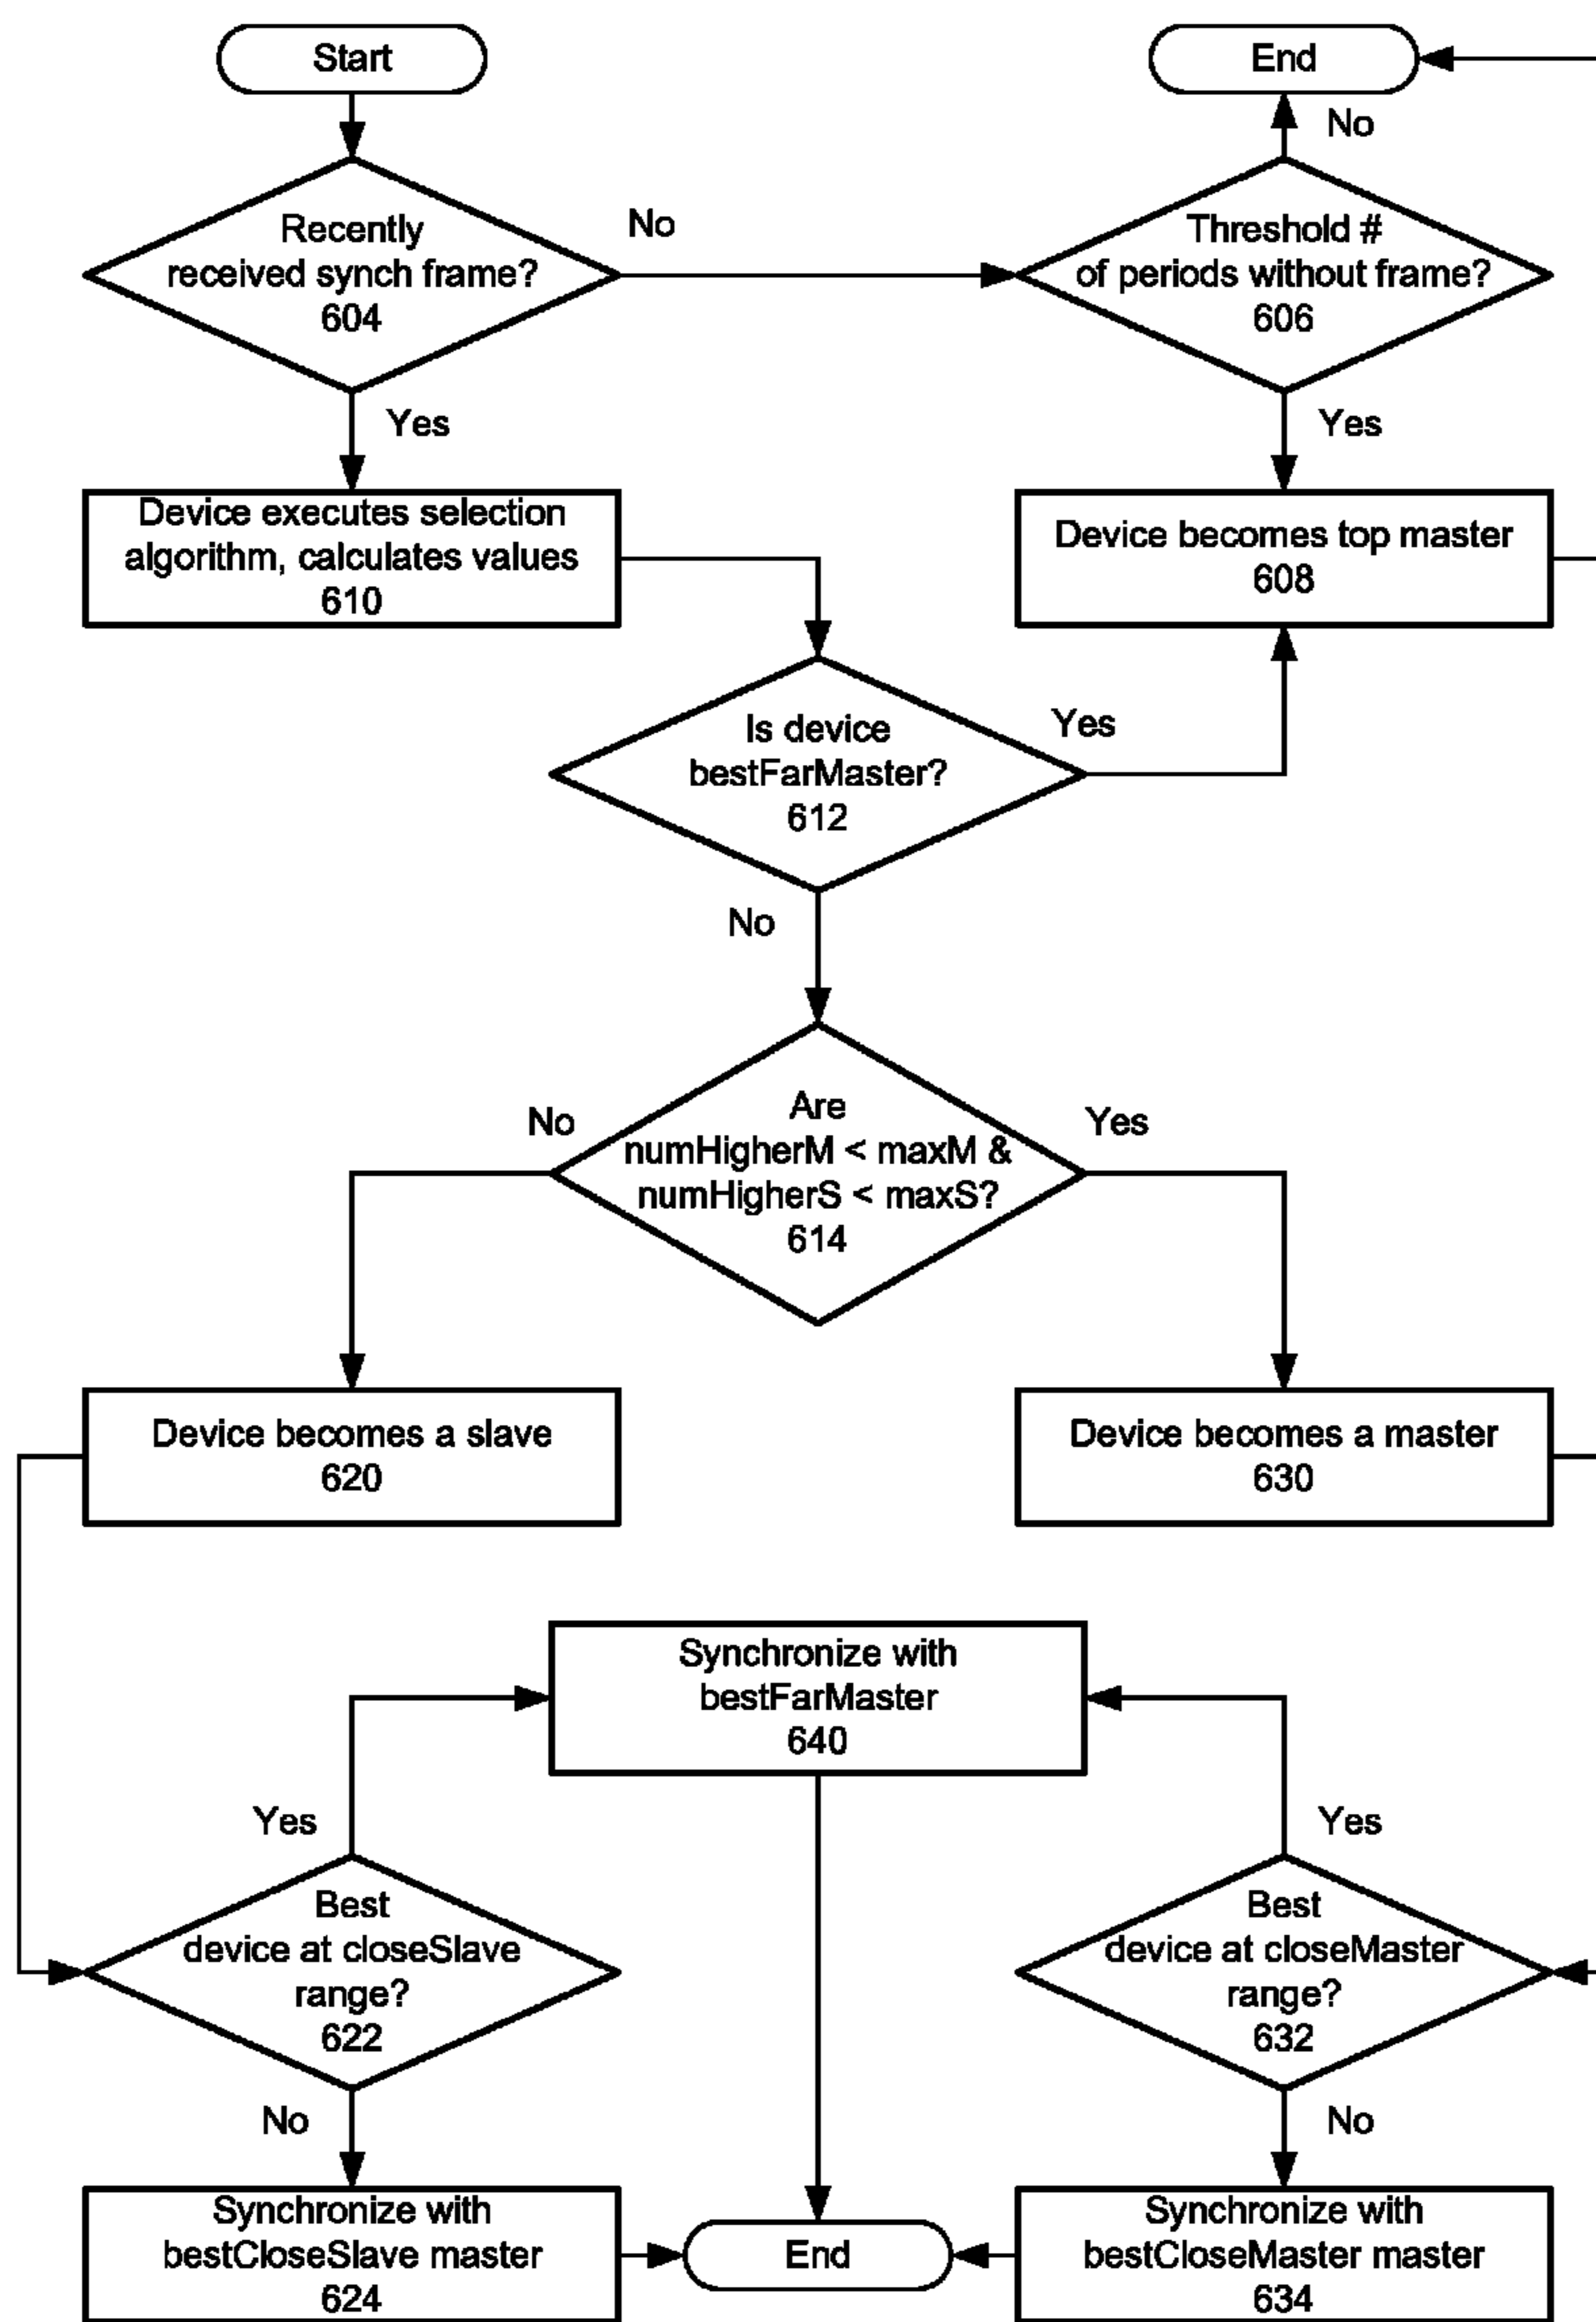 Start
End
No
Recently
received synch frame?
604
No
Threshold #
of periods without frame?
606
Yes
Yes
Device executes selection
algorithm, calculates values
610
Device becomes top master
608
Is device
bestFarMaster?
612
Yes
No
Are
numHigherM < maxM &
numHigherS < maxS?
614
No
Yes
Device becomes a slave
620
Device becomes a master
630
Synchronize with
bestFarMaster
640
Yes
Yes
Best
device at closeSlave
range?
622
Best
device at closeMaster
range?
632
No
No
Synchronize with
bestCloseSlave master
624
End
Synchronize with
bestCloseMaster master
634